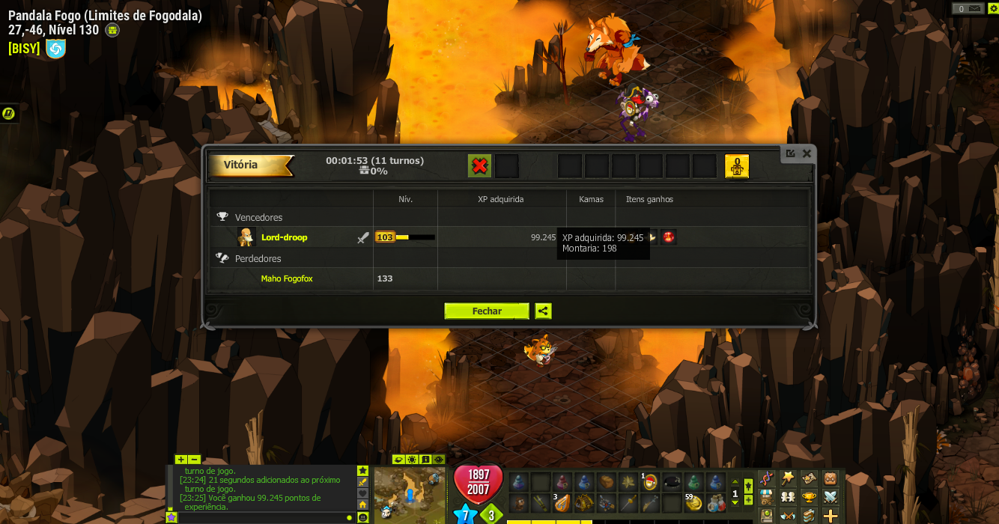 Pandala Fogo (Limites de Fogodala)
27,-46, Nível 130
[BISY]
0
Vitória
00:01:53 (11 turnos)
0%
0
Nív.
XP adquirida
Kamas
Itens ganhos
Vencedores
Lord-droop
103
99.245
XP adquirida: 99.245
Montaria: 198
Perdedores
Maho Fogofox
133
Fechar
turno de jogo.
[23:24] 21 segundos adicionados ao próximo
turno de jogo.
[23:25] Você ganhou 99.245 pontos de
experiência.
1897
2007
7
3
1
3
59
1